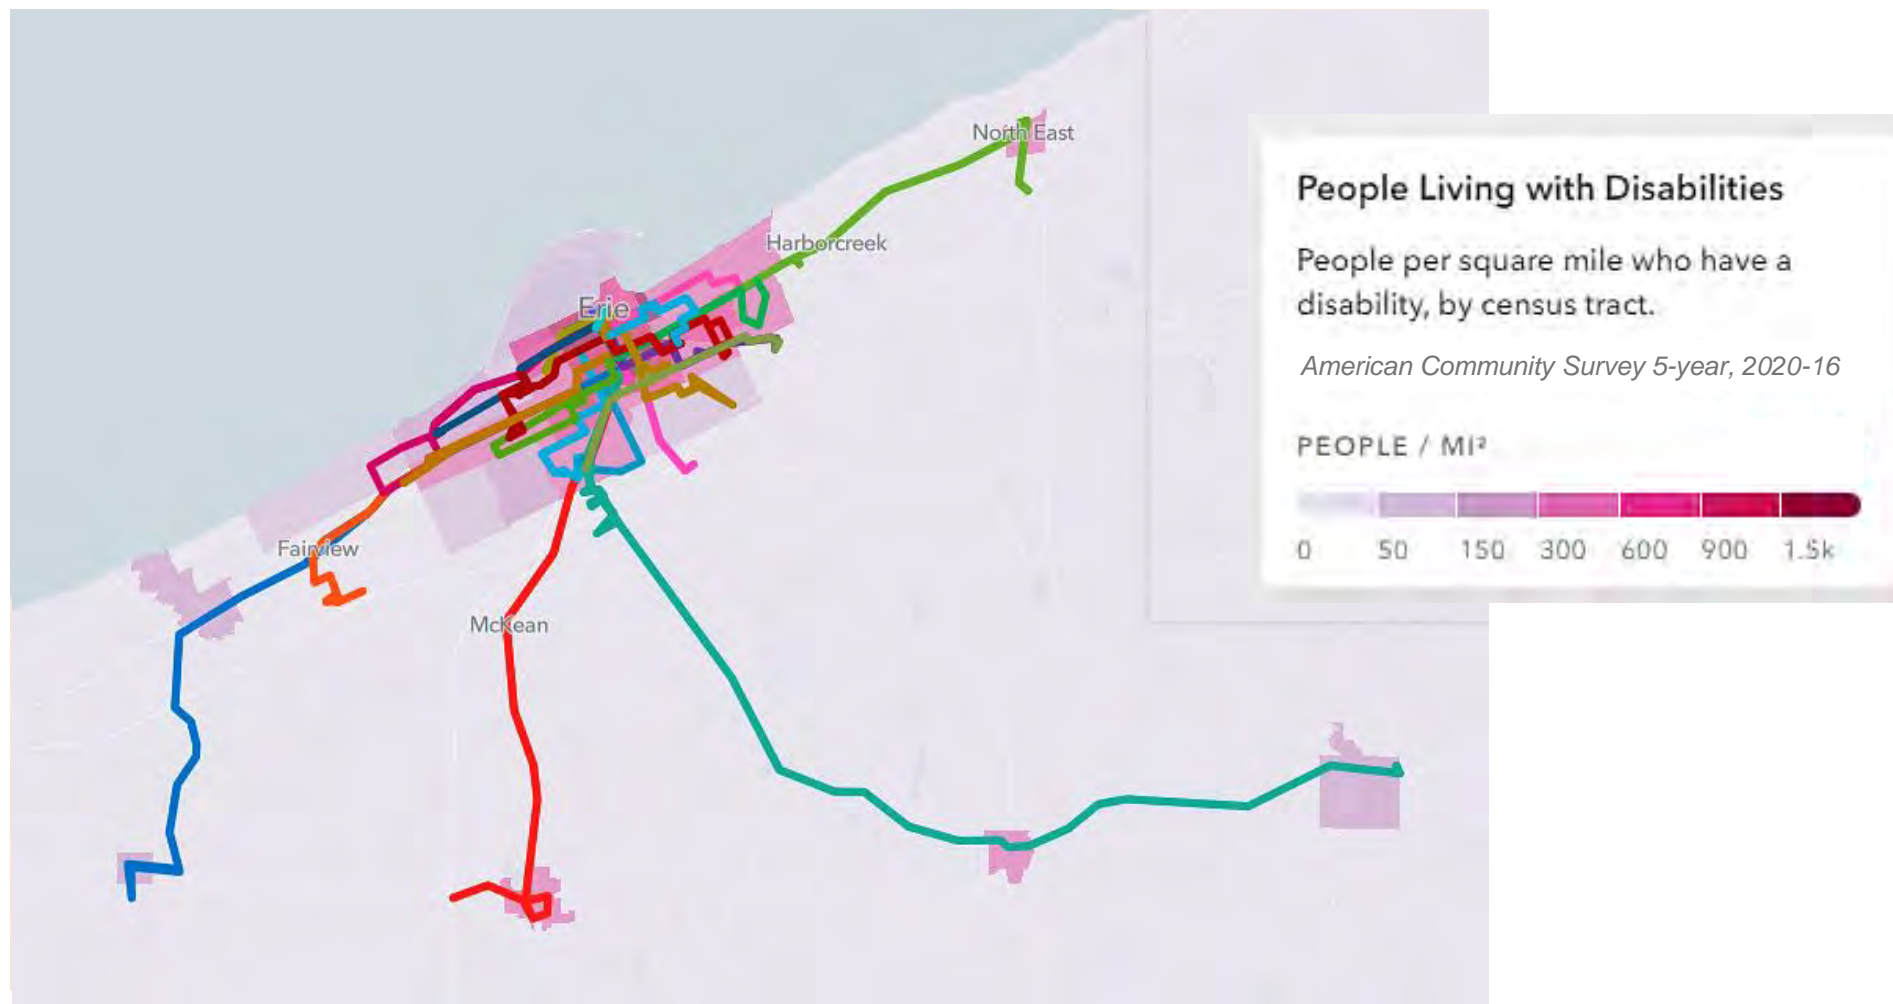 North East
Harborcreek
Erie
Fairview
McKean
People Living with Disabilities
People per square mile who have a
disability, by census tract.
American Community Survey 5-year, 2020-16
PEOPLE / MI²
0 50 150 300 600 900 1.5k